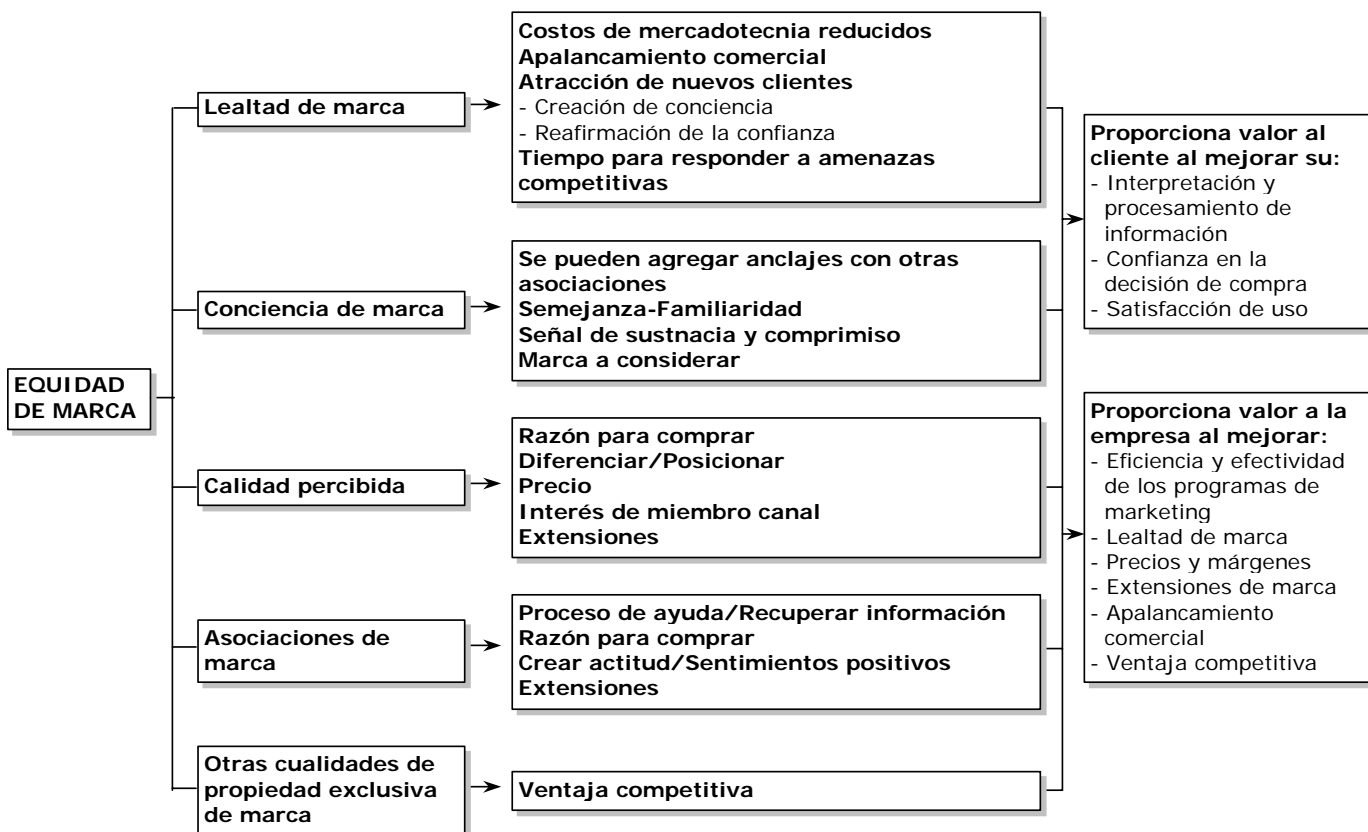 EQUIDAD
DE MARCA
Lealtad de marca
Costos de mercadotecnia reducidos
Apalancamiento comercial
Atracción de nuevos clientes
- Creación de conciencia
- Reafirmación de la confianza
Tiempo para responder a amenazas
competitivas
Conciencia de marca
Se pueden agregar anclajes con otras
asociaciones
Semejanza-Familiaridad
Señal de sustnacia y comprimiso
Marca a considerar
Calidad percibida
Razón para comprar
Diferenciar/Posicionar
Precio
Interés de miembro canal
Extensiones
Asociaciones de
marca
Proceso de ayuda/Recuperar información
Razón para comprar
Crear actitud/Sentimientos positivos
Extensiones
Otras cualidades de
propiedad exclusiva
de marca
Ventaja competitiva
Proporciona valor al
cliente al mejorar su:
- Interpretación y
procesamiento de
información
- Confianza en la
decisión de compra
- Satisfacción de uso
Proporciona valor a la
empresa al mejorar:
- Eficiencia y efectividad
de los programas de
marketing
- Lealtad de marca
- Precios y márgenes
- Extensiones de marca
- Apalancamiento
comercial
- Ventaja competitiva